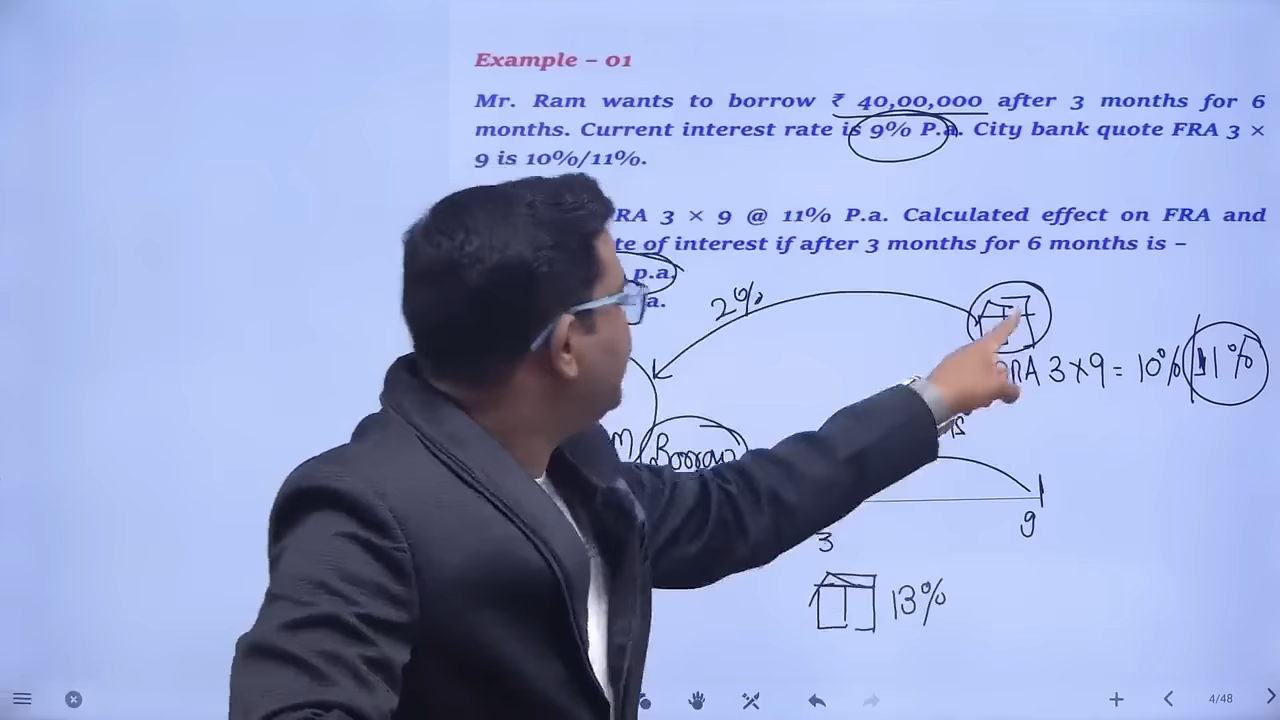 Example – 01
Mr. Ram wants to borrow ₹ 40,00,000 after 3 months for 6
months. Current interest rate is 9% P.a. City bank quote FRA 3 ×
9 is 10%/11%.
RA 3 × 9 @ 11% P.a. Calculated effect on FRA and
te of interest if after 3 months for 6 months is –
p.a.
a.
2%
RA 3×9 = 10% 11%
Borrow
9
3
13%
4/48